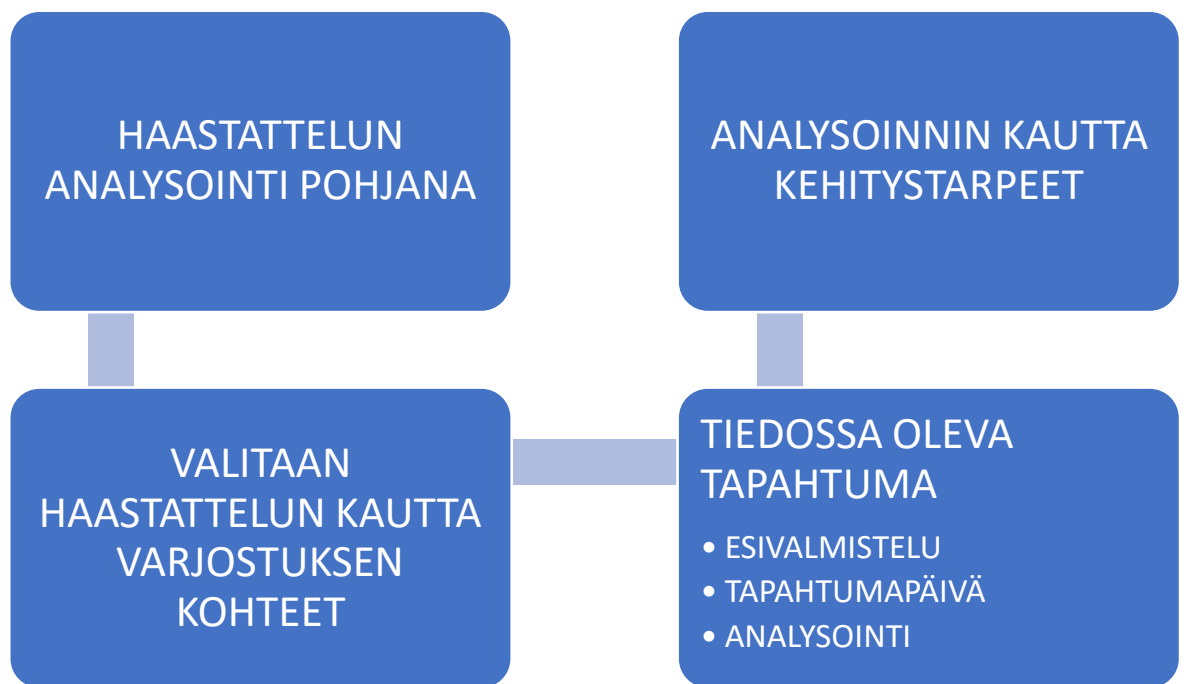 HAASTATTELUN
ANALYSOINTI POHJANA
VALITAAN
HAASTATTELUN KAUTTA
VARJOSTUKSEN
KOHTEET
TIEDOSSA OLEVA
TAPAHTUMA
• ESIVALMISTELU
• TAPAHTUMAPÄIVÄ
• ANALYSOINTI
ANALYSOINNIN KAUTTA
KEHITYSTARPEET